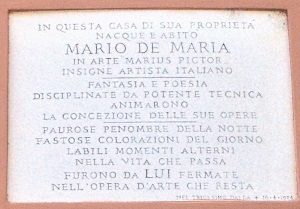 IN QUESTA CASA DI SUA PROPRIETA
NACQUE E ABITÒ
MARIO DE MARIA
IN ARTE MARIUS PICTOR
INSIGNE ARTISTA ITALIANO
FANTASIA E POESIA
DISCIPLINATE DA POTENTE TECNICA
ANIMARONO
LA CONCEZIONE DELLE SUE OPERE
PAUROSE PENOMBRE DELLA NOTTE
FASTOSE COLORAZIONI DEL GIORNO
LABILI MOMENTI ALTERNI
NELLA VITA CHE PASSA
FURONO DA LUI FERMATE
NELL'OPERA D'ARTE CHE RESTA